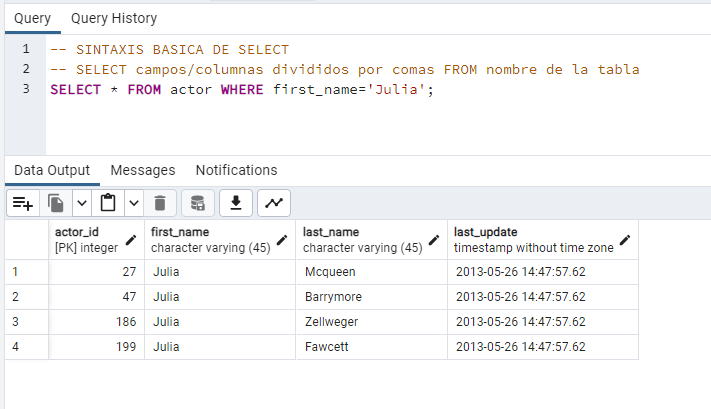 Query Query History
1 -- SINTAXIS BASICA DE SELECT
2 -- SELECT campos/columnas divididos por comas FROM nombre de la tabla
3 SELECT * FROM actor WHERE first_name='Julia';
Data Output Messages Notifications
actor_id first_name last_name last_update
[PK] integer character varying (45) character varying (45) timestamp without time zone
1 27 Julia Mcqueen 2013-05-26 14:47:57.62
2 47 Julia Barrymore 2013-05-26 14:47:57.62
3 186 Julia Zellweger 2013-05-26 14:47:57.62
4 199 Julia Fawcett 2013-05-26 14:47:57.62